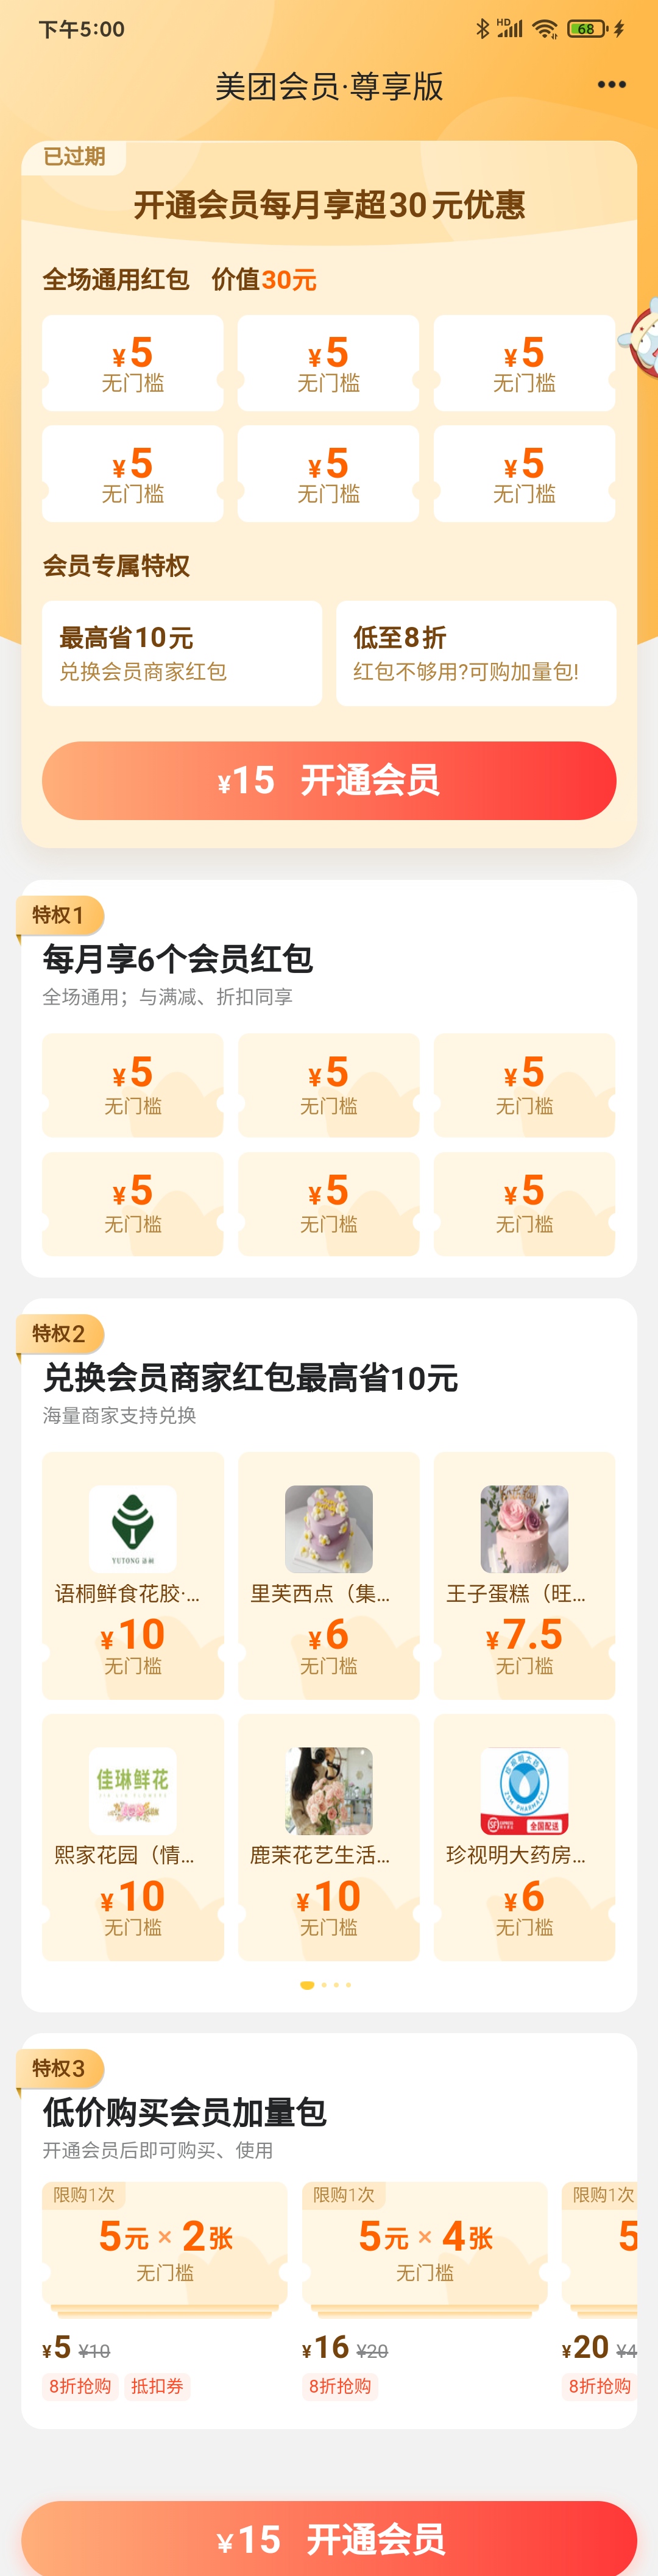 下午5:00
HD
68
美团会员·尊享版
已过期
开通会员每月享超30元优惠
全场通用红包 价值30元
¥5 ¥5 ¥5
无门槛 无门槛 无门槛
¥5 ¥5 ¥5
无门槛 无门槛 无门槛
会员专属特权
最高省10元 低至8折
兑换会员商家红包 红包不够用?可购加量包!
¥15 开通会员
特权1
每月享6个会员红包
全场通用；与满减、折扣同享
¥5 ¥5 ¥5
无门槛 无门槛 无门槛
¥5 ¥5 ¥5
无门槛 无门槛 无门槛
特权2
兑换会员商家红包最高省10元
海量商家支持兑换
YUTONG 语桐
语桐鲜食花胶·... 里芙西点（集... 王子蛋糕（旺...
¥10 ¥6 ¥7.5
无门槛 无门槛 无门槛
佳琳鲜花
珍视明大药房
ZSM PHARMACY
SF
全国配送
熙家花园（情... 鹿茉花艺生活... 珍视明大药房...
¥10 ¥10 ¥6
无门槛 无门槛 无门槛
特权3
低价购买会员加量包
开通会员后即可购买、使用
限购1次 限购1次 限购1次
5元 × 2张 5元 × 4张 5
无门槛 无门槛
¥5 ¥10 ¥16 ¥20 ¥20 ¥4
8折抢购 抵扣券 8折抢购 8折抢购
¥15 开通会员